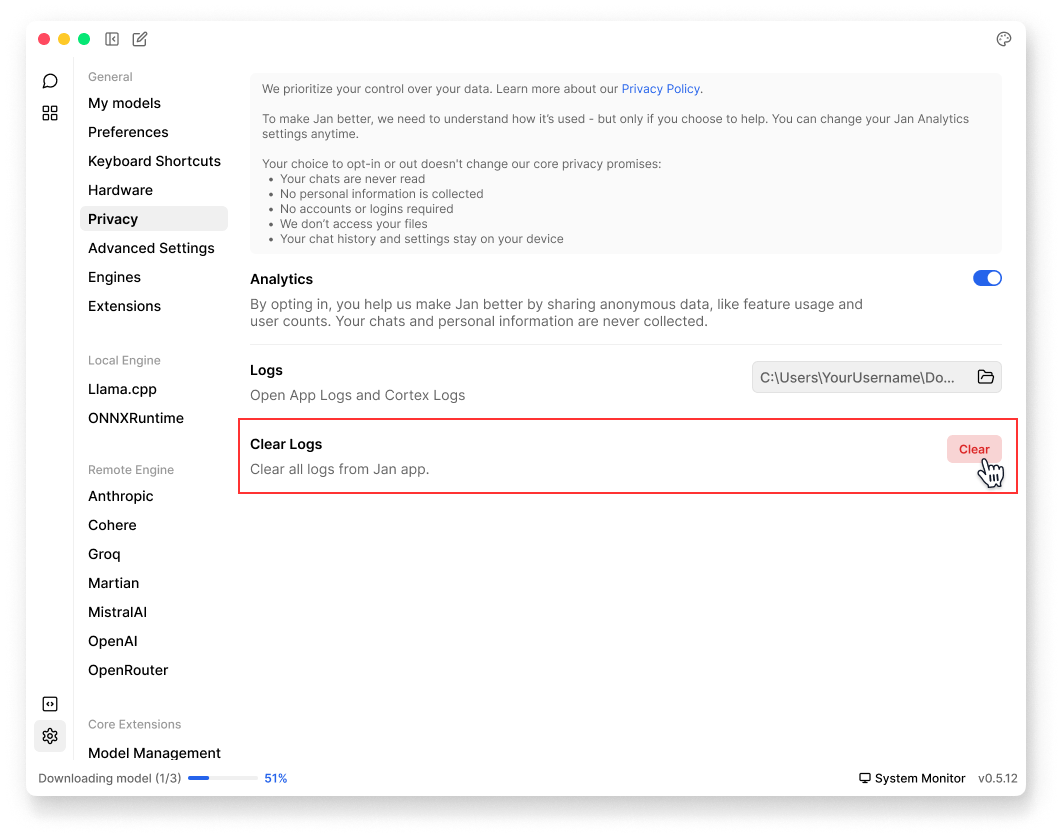 General
My models
Preferences
Keyboard Shortcuts
Hardware
Privacy
Advanced Settings
Engines
Extensions
Local Engine
Llama.cpp
ONNXRuntime
Remote Engine
Anthropic
Cohere
Groq
Martian
MistralAI
OpenAI
OpenRouter
Core Extensions
Model Management
We prioritize your control over your data. Learn more about our Privacy Policy.
To make Jan better, we need to understand how it’s used - but only if you choose to help. You can change your Jan Analytics
settings anytime.
Your choice to opt-in or out doesn't change our core privacy promises:
• Your chats are never read
• No personal information is collected
• No accounts or logins required
• We don’t access your files
• Your chat history and settings stay on your device
Analytics
By opting in, you help us make Jan better by sharing anonymous data, like feature usage and
user counts. Your chats and personal information are never collected.
Logs
Open App Logs and Cortex Logs
C:\Users\YourUsername\Do...
Clear Logs
Clear all logs from Jan app.
Clear
Downloading model (1/3) 51%
System Monitor v0.5.12